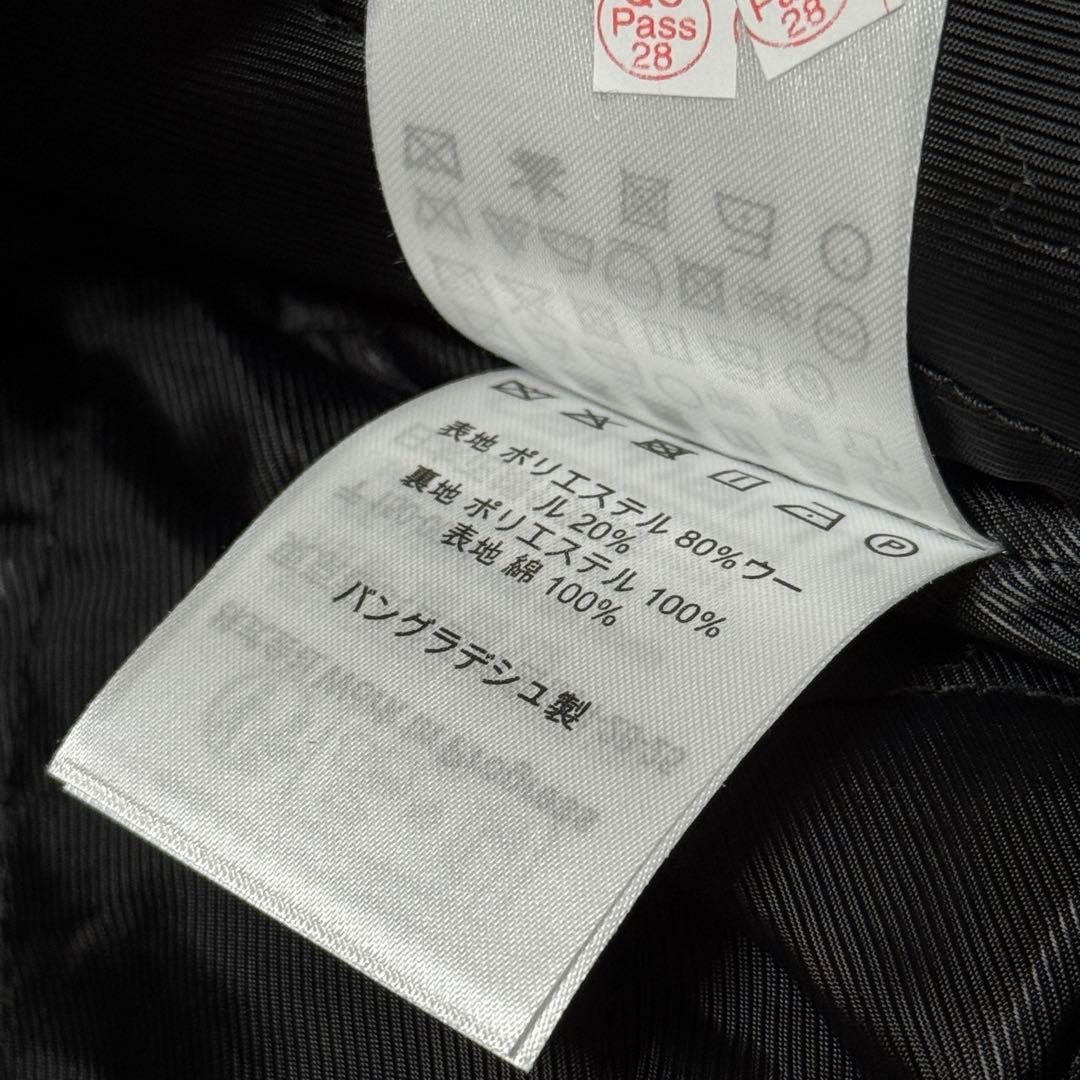 Pass
28
Pass
28
表地 ポリエステル 80%ウー
ル 20%
裏地 ポリエステル 100%
表地 綿 100%
バングラデシュ製